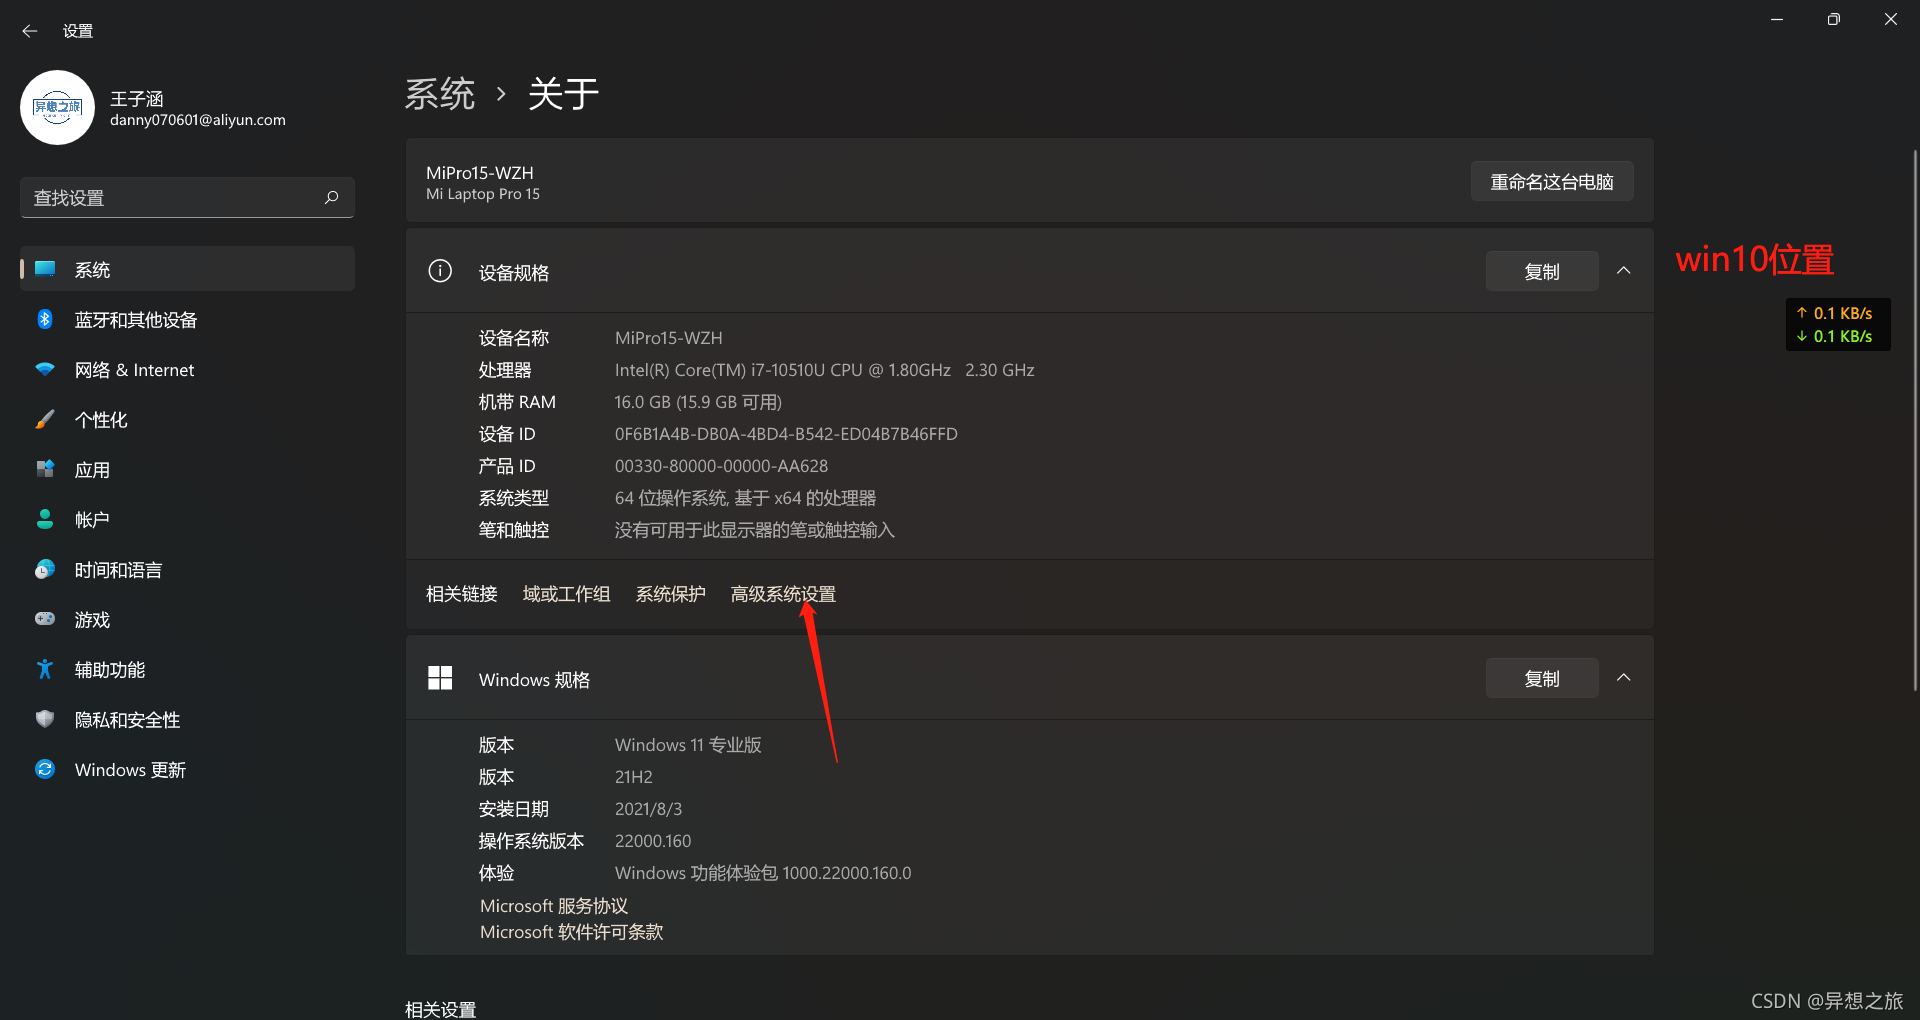 设置
异想之旅
王子涵
danny070601@aliyun.com
查找设置
系统
蓝牙和其他设备
网络 & Internet
个性化
应用
帐户
时间和语言
游戏
辅助功能
隐私和安全性
Windows 更新
系统 › 关于
MiPro15-WZH
Mi Laptop Pro 15
重命名这台电脑
设备规格
复制
设备名称 MiPro15-WZH
处理器 Intel(R) Core(TM) i7-10510U CPU @ 1.80GHz 2.30 GHz
机带 RAM 16.0 GB (15.9 GB 可用)
设备 ID 0F6B1A4B-DB0A-4BD4-B542-ED04B7B46FFD
产品 ID 00330-80000-00000-AA628
系统类型 64 位操作系统, 基于 x64 的处理器
笔和触控 没有可用于此显示器的笔或触控输入
相关链接 域或工作组 系统保护 高级系统设置
Windows 规格
复制
版本 Windows 11 专业版
版本 21H2
安装日期 2021/8/3
操作系统版本 22000.160
体验 Windows 功能体验包 1000.22000.160.0
Microsoft 服务协议
Microsoft 软件许可条款
相关设置
win10位置
↑ 0.1 KB/s
↓ 0.1 KB/s
CSDN @异想之旅